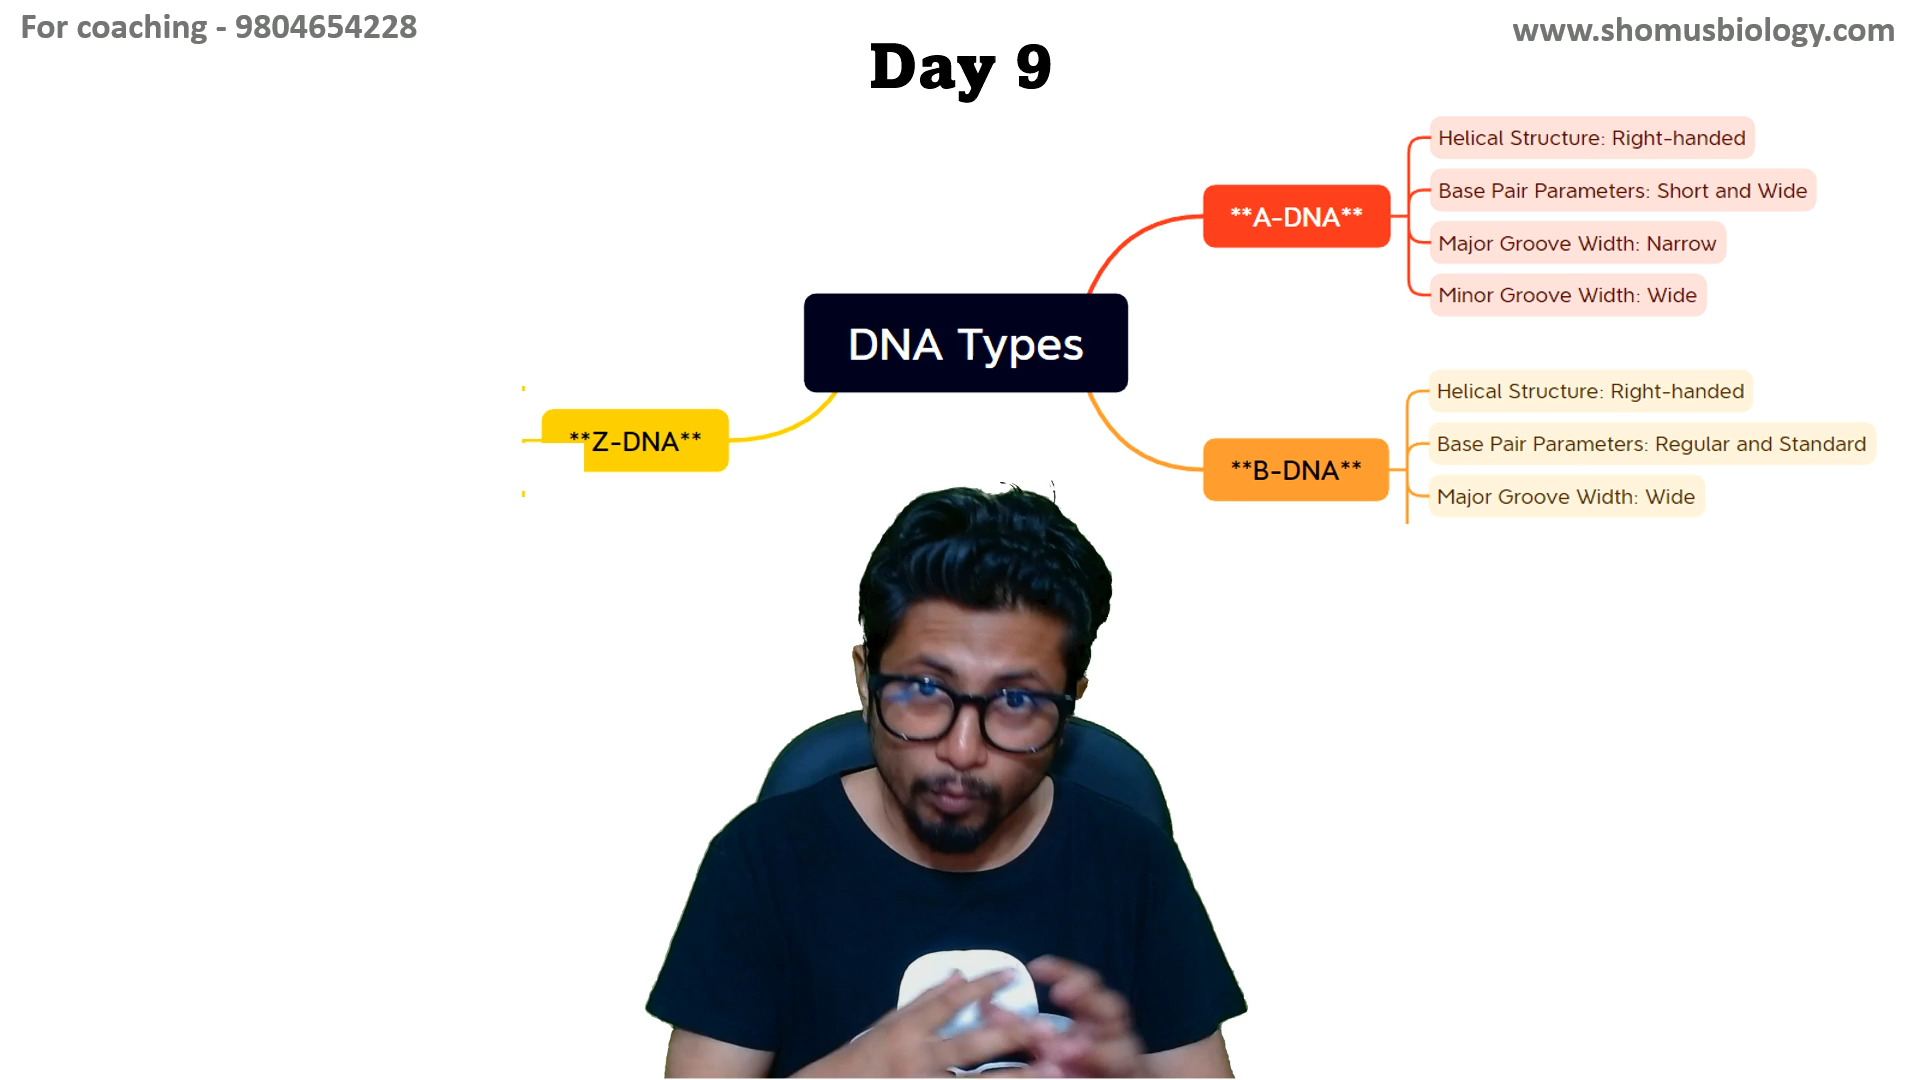 For coaching - 9804654228
www.shomusbiology.com
Day 9
DNA Types
**A-DNA**
Helical Structure: Right-handed
Base Pair Parameters: Short and Wide
Major Groove Width: Narrow
Minor Groove Width: Wide
**B-DNA**
Helical Structure: Right-handed
Base Pair Parameters: Regular and Standard
Major Groove Width: Wide
**Z-DNA**